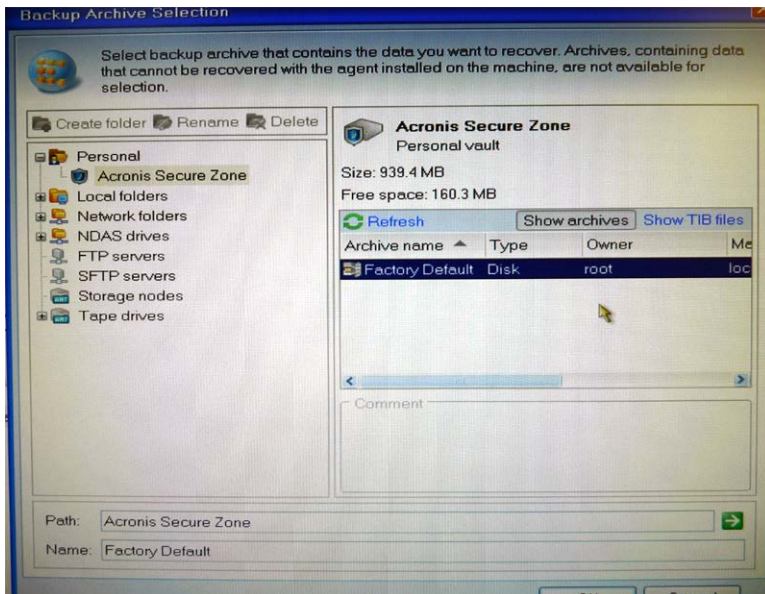 Backup Archive Selection
Select backup archive that contains the data you want to recover. Archives, containing data
that cannot be recovered with the agent installed on the machine, are not available for
selection.
Create folder Rename Delete
Personal
Acronis Secure Zone
Local folders
Network folders
NDAS drives
FTP servers
SFTP servers
Storage nodes
Tape drives
Acronis Secure Zone
Personal vault
Size: 939.4 MB
Free space: 160.3 MB
Refresh Show archives Show TIB files
Archive name Type Owner Me
Factory Default Disk root loc
Comment
Path: Acronis Secure Zone
Name: Factory Default